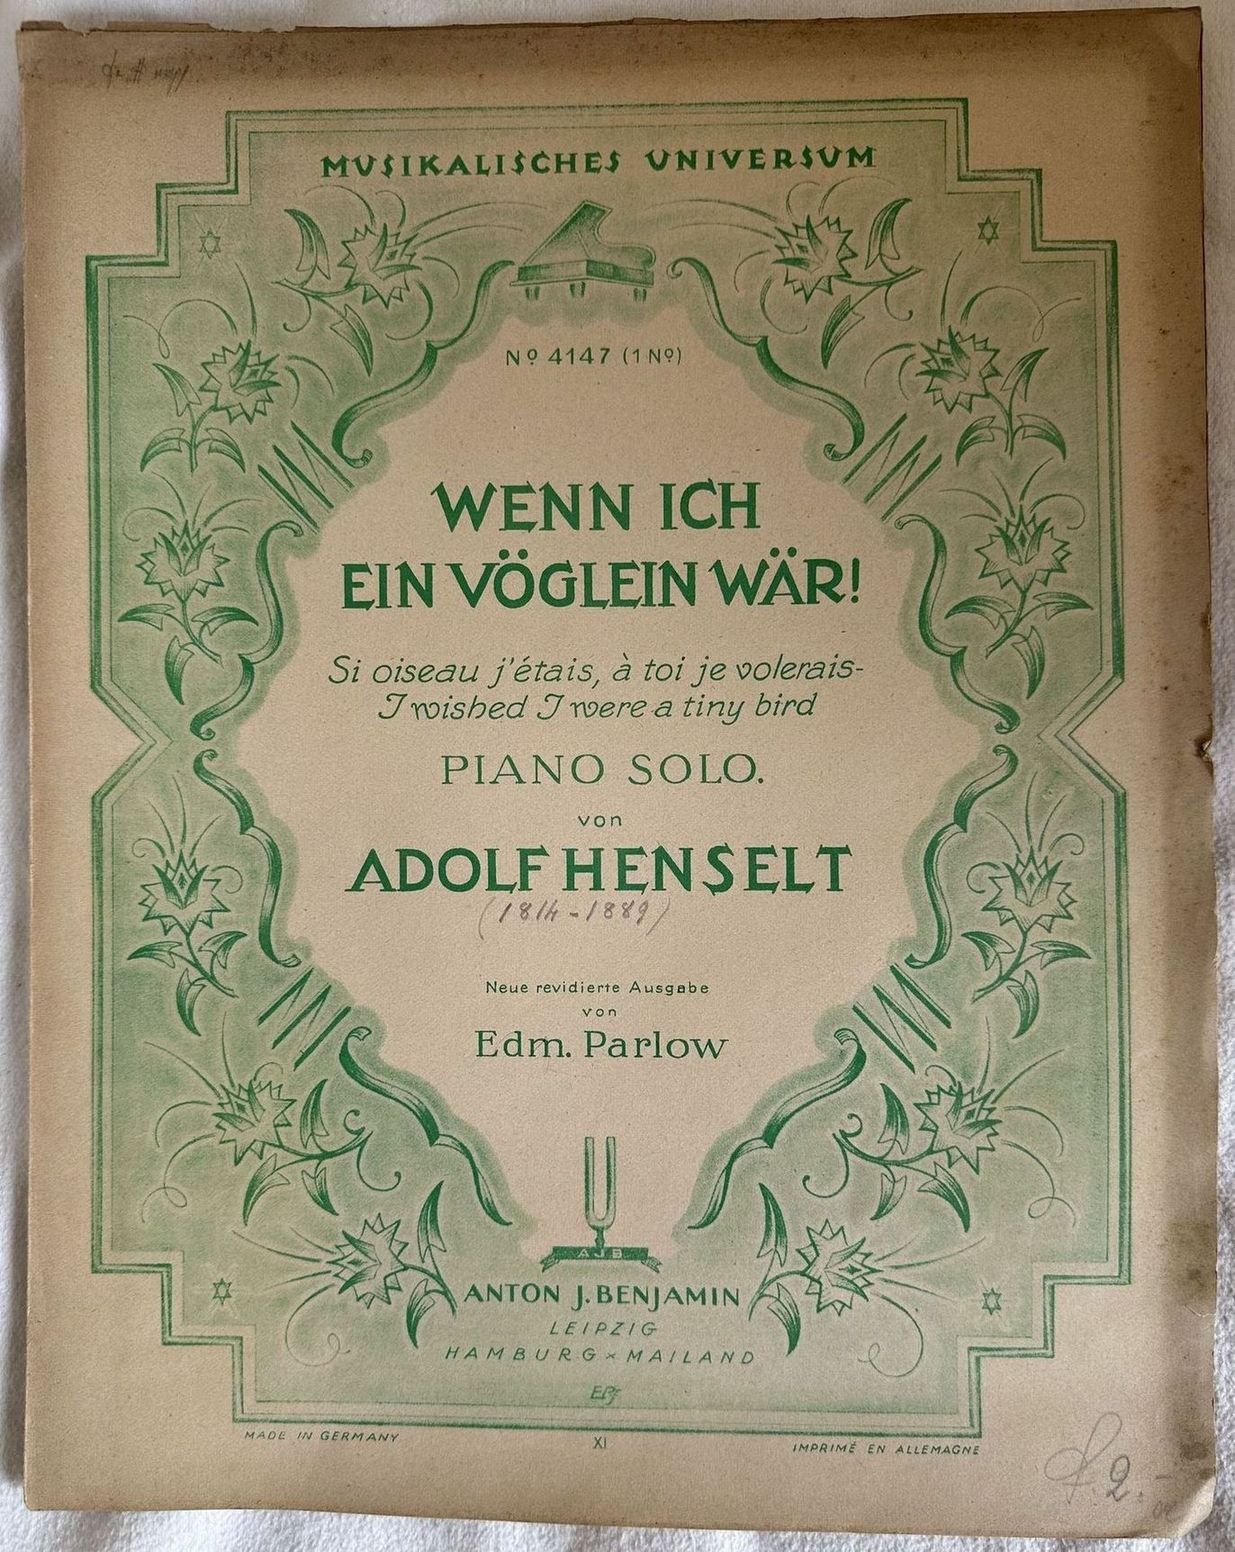 MUSIKALISCHES UNIVERSUM
No 4147 (1 No)
WENN ICH
EIN VÖGLEIN WÄR!
Si oiseau j'étais, à toi je volerais-
I wished I were a tiny bird
PIANO SOLO.
von
ADOLF HENSELT
(1814-1889)
Neue revidierte Ausgabe
von
Edm. Parlow
AJB
ANTON J. BENJAMIN
LEIPZIG
HAMBURG × MAILAND
MADE IN GERMANY
XI
IMPRIMÉ EN ALLEMAGNE
2.-